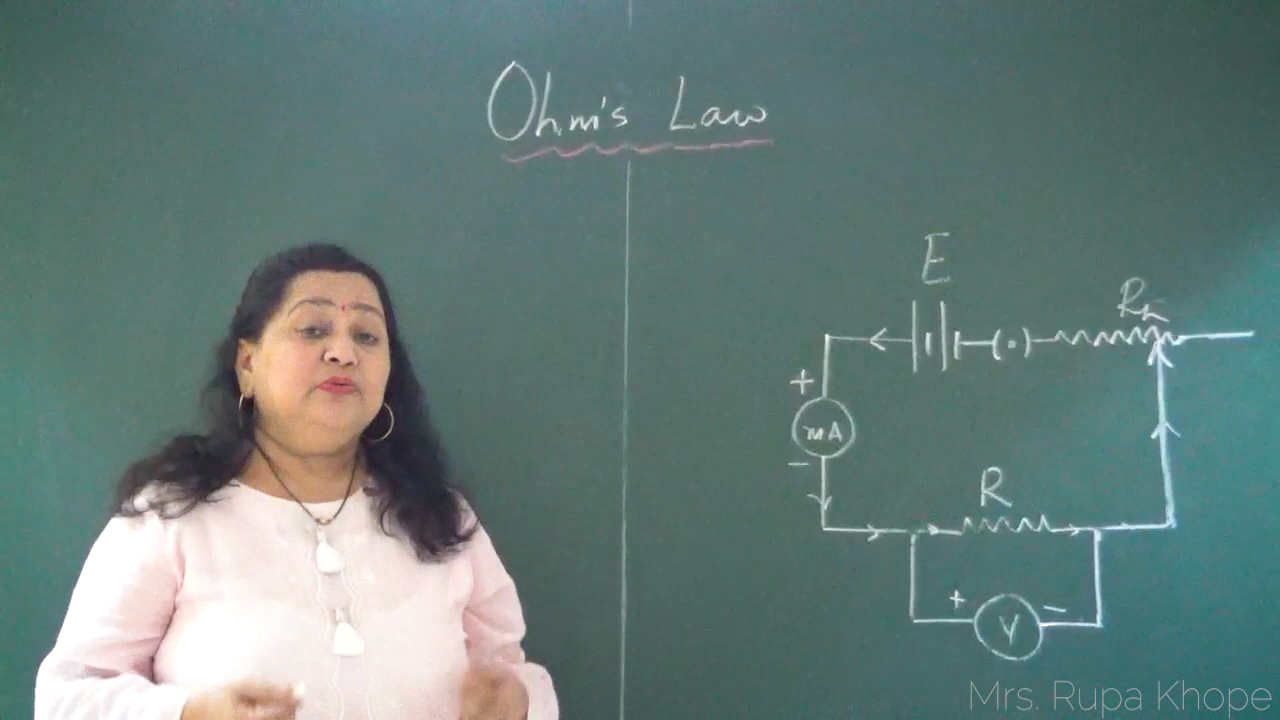 Ohm's Law
E
Rh
+
mA
−
R
+ V −
Mrs. Rupa Khope